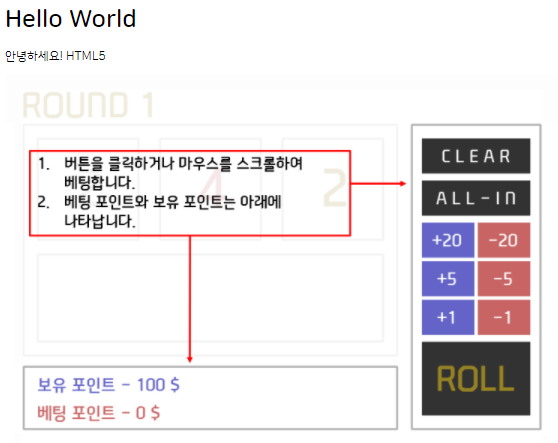 Hello World
안녕하세요! HTML5
ROUND 1
1. 버튼을 클릭하거나 마우스를 스크롤하여
베팅합니다.
2. 베팅 포인트와 보유 포인트는 아래에
나타납니다.
4
2
CLEAR
ALL-IN
+20 -20
+5 -5
+1 -1
ROLL
보유 포인트 - 100 $
베팅 포인트 - 0 $